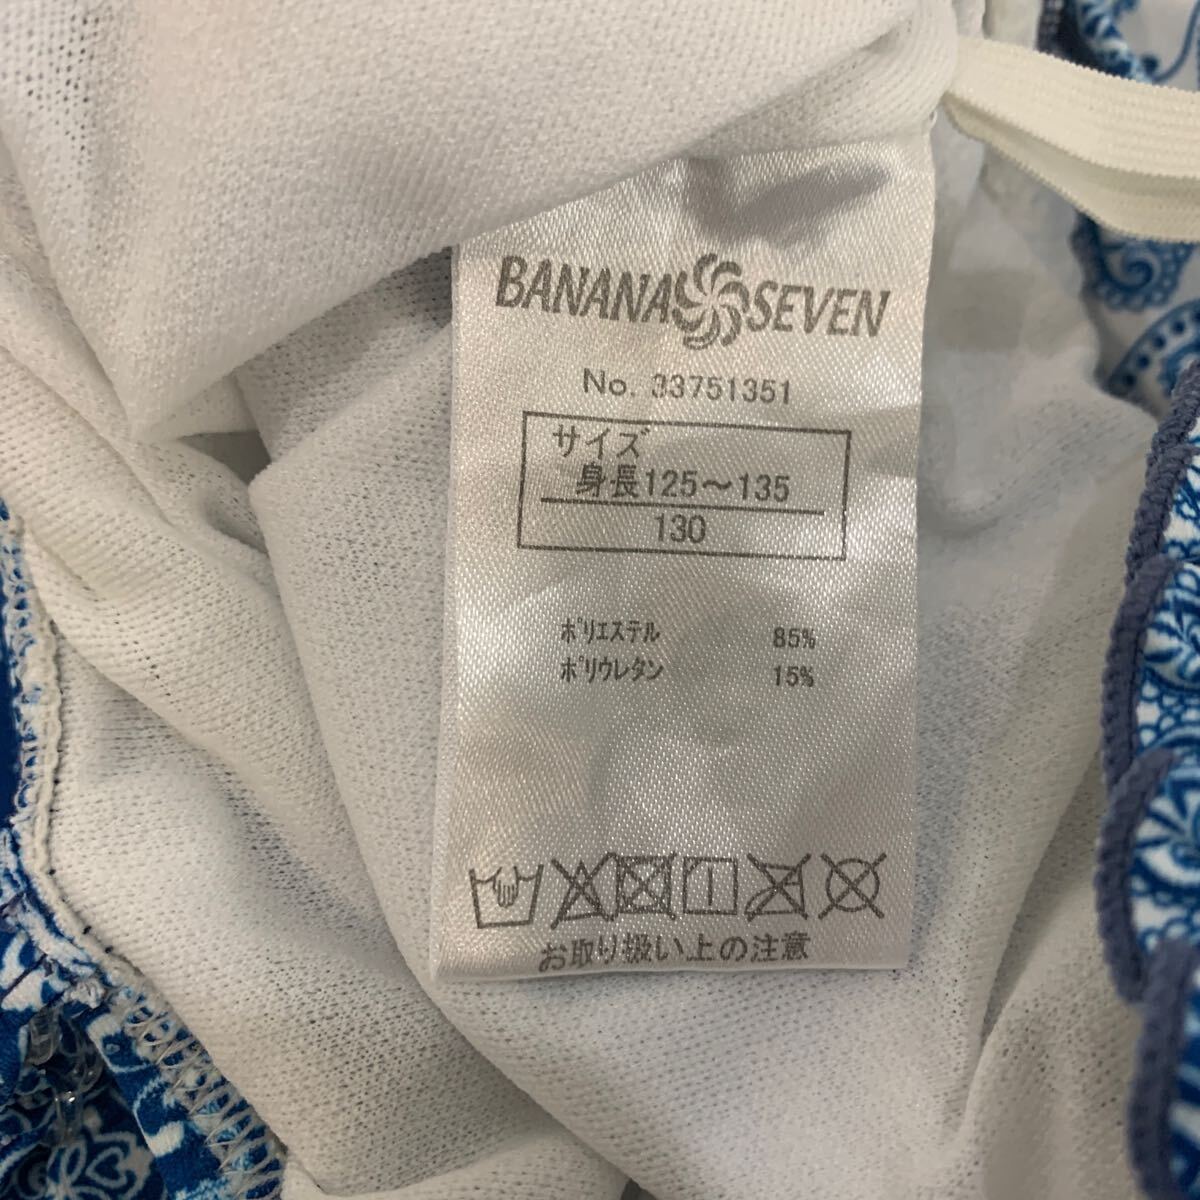 BANANA SEVEN
No. 33751351
サイズ
身長125～135
130
ﾎﾟﾘｴｽﾃﾙ 85%
ﾎﾟﾘｳﾚﾀﾝ 15%
お取り扱い上の注意